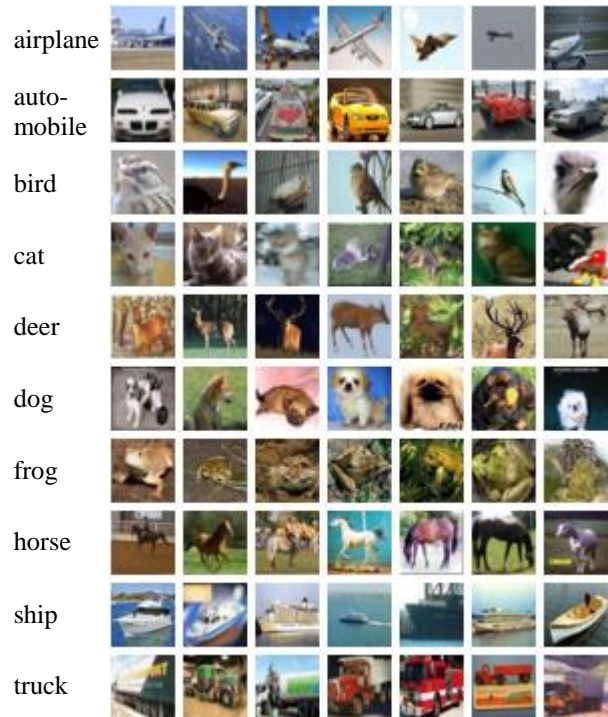 airplane
auto-
mobile
bird
cat
deer
dog
frog
horse
ship
truck